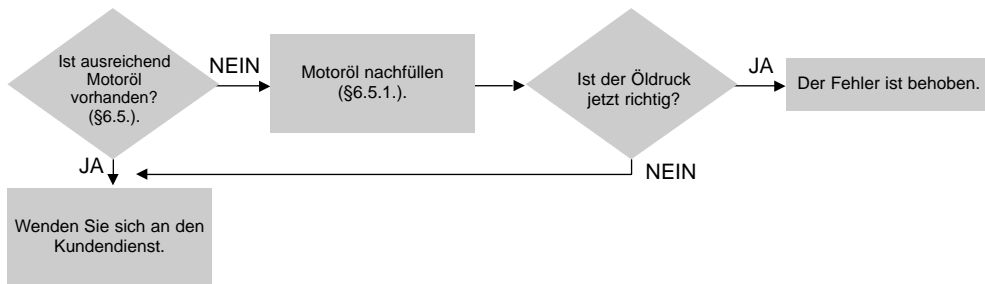 Ist ausreichend
Motoröl
vorhanden?
(§6.5.).
NEIN
Motoröl nachfüllen
(§6.5.1.).
Ist der Öldruck
jetzt richtig?
JA
Der Fehler ist behoben.
JA
NEIN
Wenden Sie sich an den
Kundendienst.